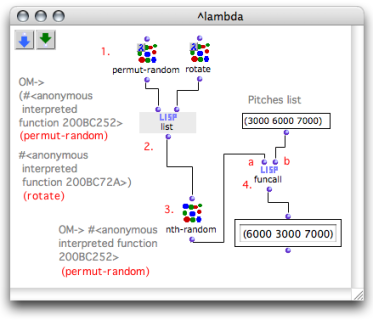 ^lambda
1.
permut-random
rotate
OM->
(#<anonymous
interpreted
function 200BC252>
(permut-random)
LISP
list
Pitches list
(3000 6000 7000)
#<anonymous
interpreted
function 200BC72A>)
(rotate)
2.
a
b
LISP
funcall
4.
3.
nth-random
OM-> #<anonymous
interpreted function
200BC252>
(permut-random)
(6000 3000 7000)